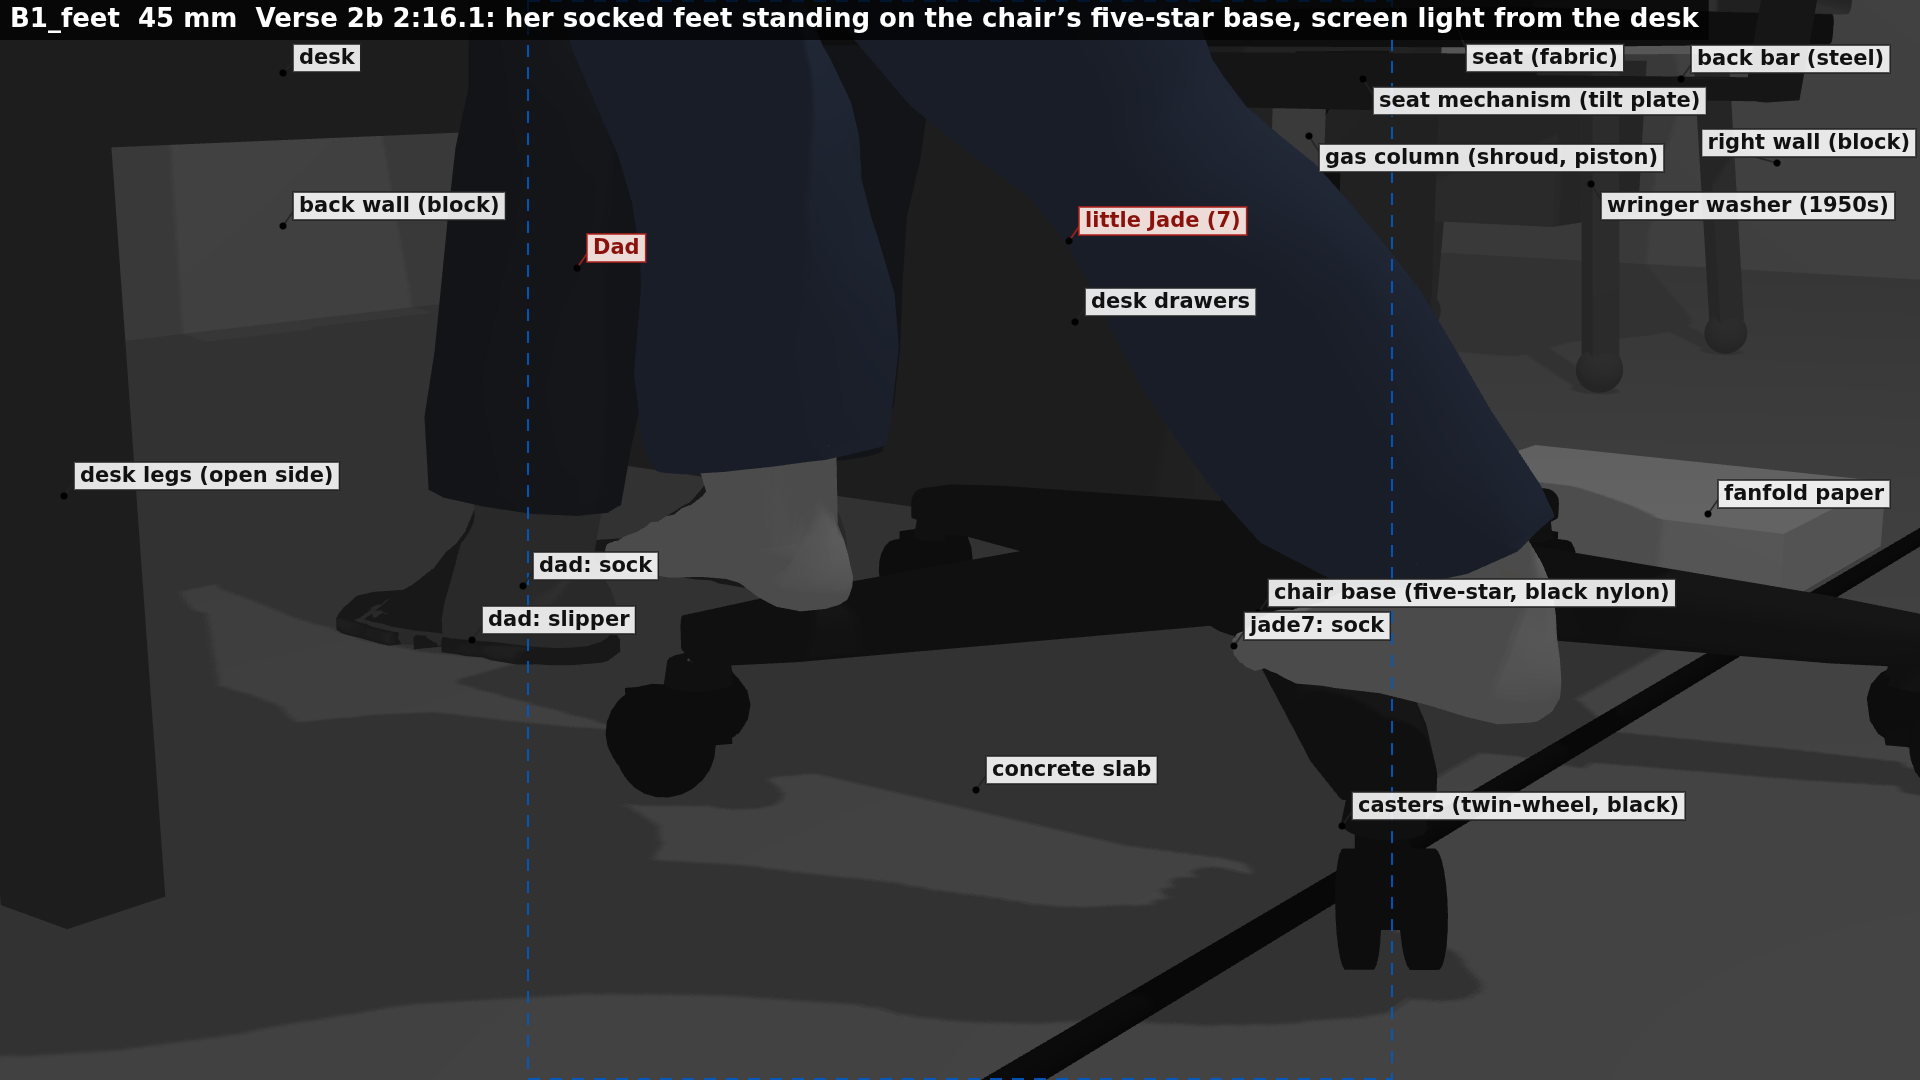 B1_feet 45 mm Verse 2b 2:16.1: her socked feet standing on the chair’s five-star base, screen light from the desk
desk
seat (fabric)
back bar (steel)
seat mechanism (tilt plate)
right wall (block)
gas column (shroud, piston)
back wall (block)
wringer washer (1950s)
little Jade (7)
Dad
desk drawers
desk legs (open side)
fanfold paper
dad: sock
chair base (five-star, black nylon)
dad: slipper
jade7: sock
concrete slab
casters (twin-wheel, black)